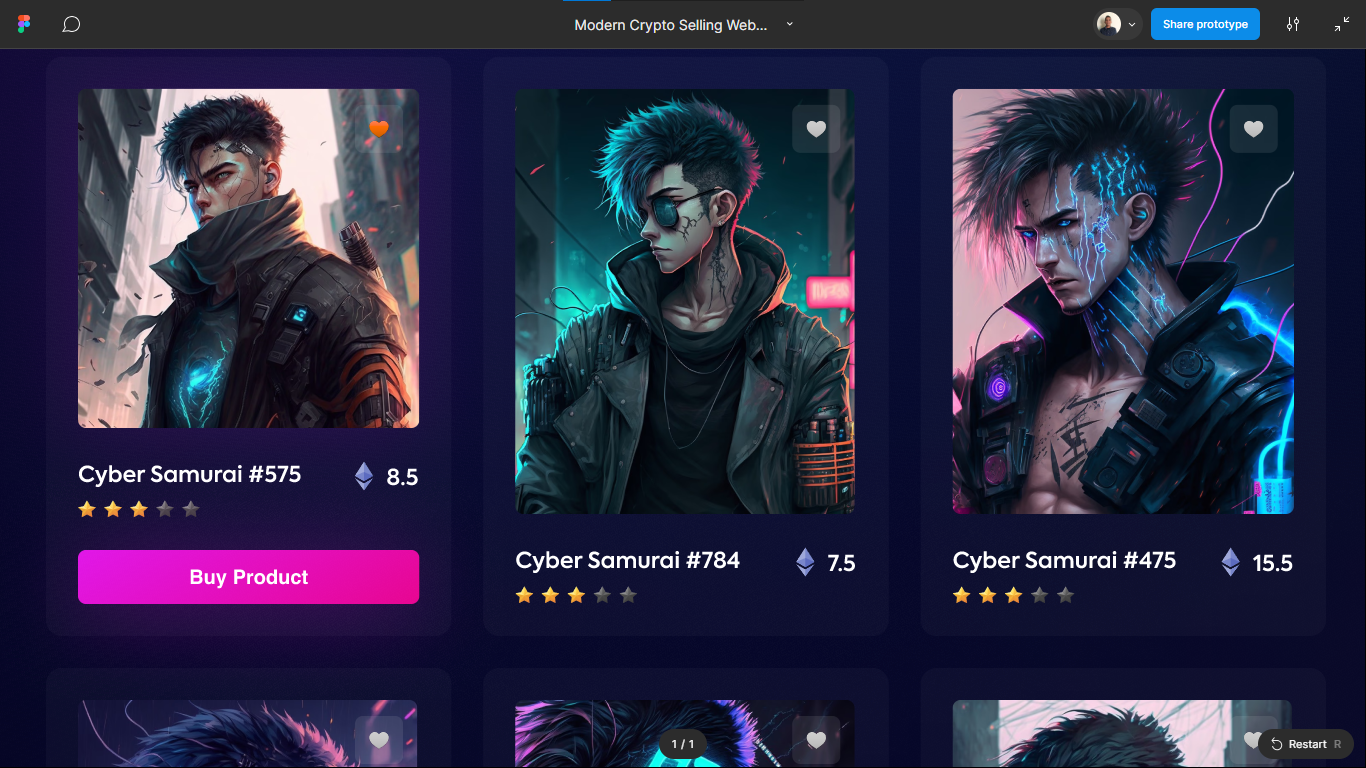 Modern Crypto Selling Web...
Share prototype
Cyber Samurai #575
8.5
Buy Product
Cyber Samurai #784
7.5
Cyber Samurai #475
15.5
1 / 1
Restart R